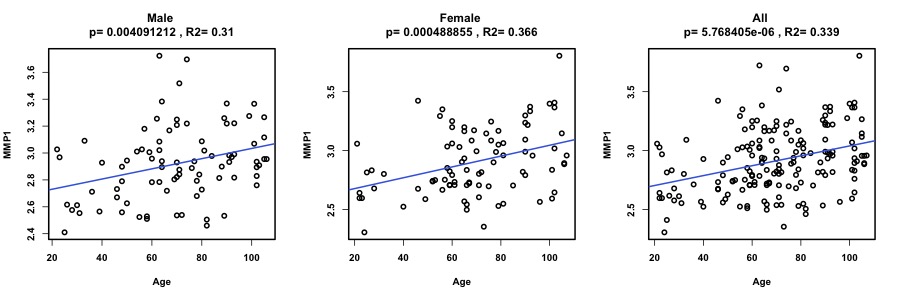 Male
p= 0.004091212 , R2= 0.31
MMP1
3.6
3.4
3.2
3.0
2.8
2.6
2.4
20 40 60 80 100
Age
Female
p= 0.000488855 , R2= 0.366
MMP1
3.5
3.0
2.5
20 40 60 80 100
Age
All
p= 5.768405e-06 , R2= 0.339
MMP1
3.5
3.0
2.5
20 40 60 80 100
Age